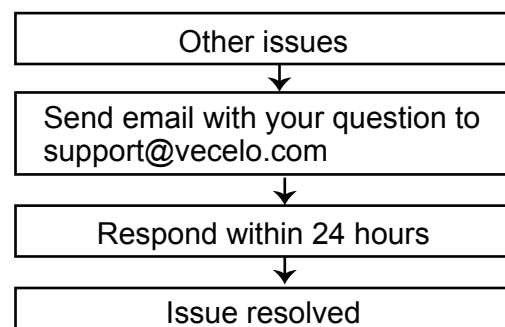 Other issues
Send email with your question to
support@vecelo.com
Respond within 24 hours
Issue resolved